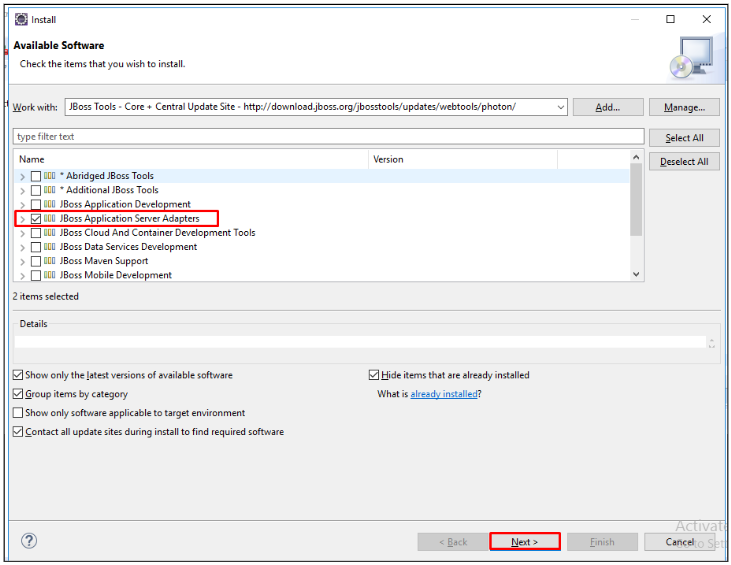 Install
Available Software
Check the items that you wish to install.
Work with: JBoss Tools - Core + Central Update Site - http://download.jboss.org/jbosstools/updates/webtools/photon/ Add... Manage...
type filter text Select All
Name Version Deselect All
* Abridged JBoss Tools
* Additional JBoss Tools
JBoss Application Development
JBoss Application Server Adapters
JBoss Cloud And Container Development Tools
JBoss Data Services Development
JBoss Maven Support
JBoss Mobile Development
2 items selected
Details
Show only the latest versions of available software Hide items that are already installed
Group items by category What is already installed?
Show only software applicable to target environment
Contact all update sites during install to find required software
Activate
? < Back Next > Finish Cancel